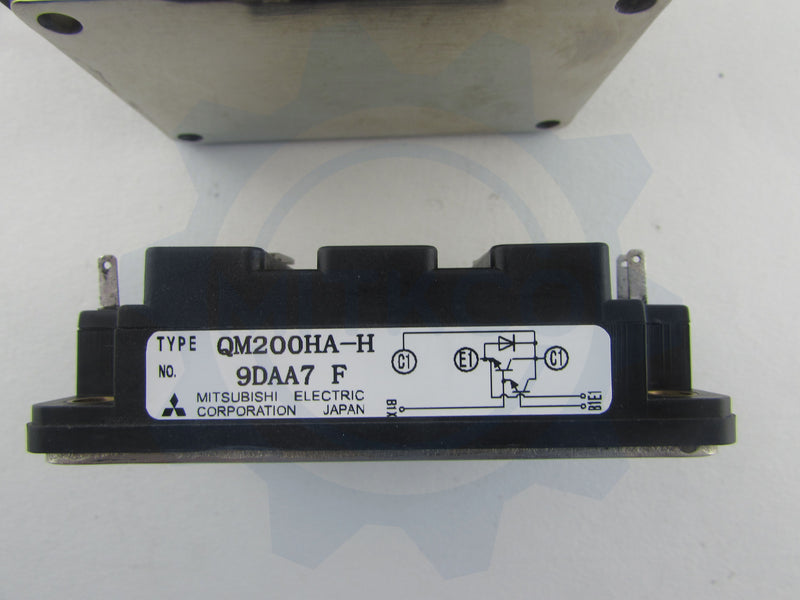 TYPE QM200HA-H
NO. 9DAA7 F
MITSUBISHI ELECTRIC
CORPORATION JAPAN
C1 E1 C1
B1X
B1E1